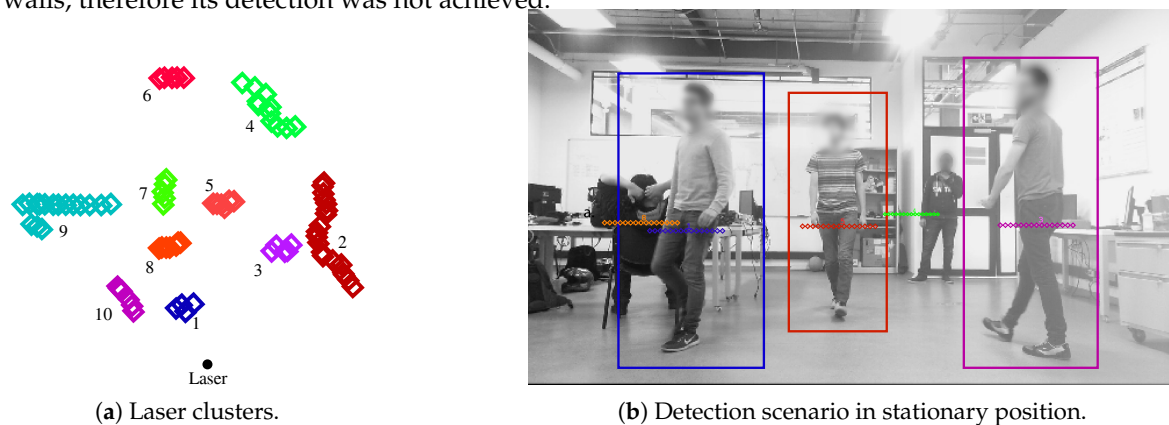 walls, therefore its detection was not achieved.
6
4
7
5
9
2
8
3
10
1
Laser
a.
(a) Laser clusters.
(b) Detection scenario in stationary position.